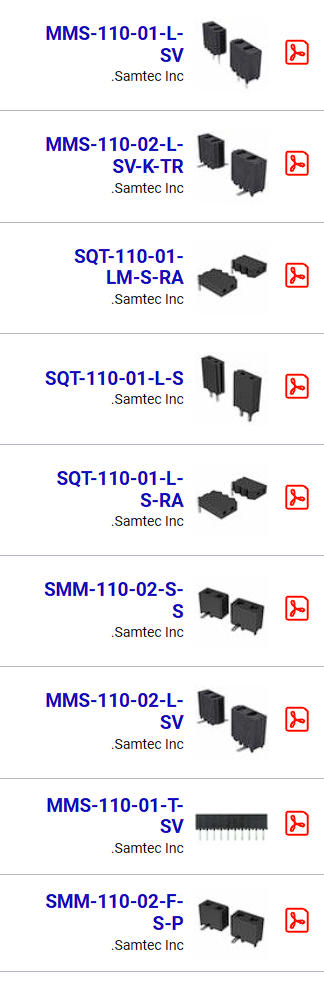 MMS-110-01-L-
SV
.Samtec Inc
MMS-110-02-L-
SV-K-TR
.Samtec Inc
SQT-110-01-
LM-S-RA
.Samtec Inc
SQT-110-01-L-S
.Samtec Inc
SQT-110-01-L-
S-RA
.Samtec Inc
SMM-110-02-S-
S
.Samtec Inc
MMS-110-02-L-
SV
.Samtec Inc
MMS-110-01-T-
SV
.Samtec Inc
SMM-110-02-F-
S-P
.Samtec Inc